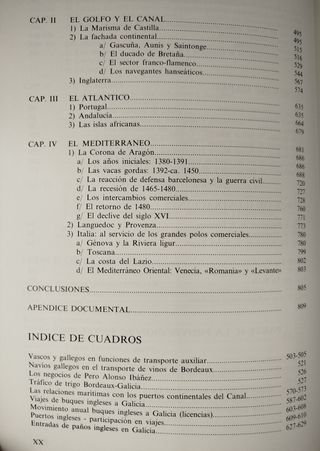 CAP. II EL GOLFO Y EL CANAL 495
1) La Marisma de Castilla 495
2) La fachada continental 515
a/ Gascuña, Aunis y Saintonge 516
b/ El ducado de Bretaña 529
c/ El sector franco-flamenco 544
d/ Los navegantes hanseáticos 567
3) Inglaterra 574
CAP. III EL ATLANTICO 635
1) Portugal 635
2) Andalucía 664
3) Las islas africanas 679
CAP. IV EL MEDITERRANEO 681
1) La Corona de Aragón 686
a/ Los años iniciales: 1380-1391 686
b/ Las vacas gordas: 1392-ca. 1450 688
c/ La reacción de defensa barcelonesa y la guerra civil 720
d/ La recesión de 1465-1480 727
e/ Los intercambios comerciales 728
f/ El retorno de 1480 760
g/ El declive del siglo XVI 771
2) Languedoc y Provenza 773
3) Italia: al servicio de los grandes polos comerciales 780
a/ Génova y la Riviera ligur 780
b/ Toscana 799
c/ La costa del Lazio 802
d/ El Mediterráneo Oriental: Venecia, «Romania» y «Levante» 803
CONCLUSIONES 805
APENDICE DOCUMENTAL 809
INDICE DE CUADROS
Vascos y gallegos en funciones de transporte auxiliar 503-505
Navíos gallegos en el transporte de vinos de Bordeaux 521
Los negocios de Pero Alonso Ibáñez 526
Tráfico de trigo Bordeaux-Galicia
Las relaciones marítimas con los puertos continentales del Canal 570-573
Viajes de buques ingleses a Galicia 587-602
Movimiento anual buques ingleses a Galicia (licencias) 603-608
Puertos ingleses - participación en viajes 609-610
Entradas de paños ingleses en Galicia 627-629
XX